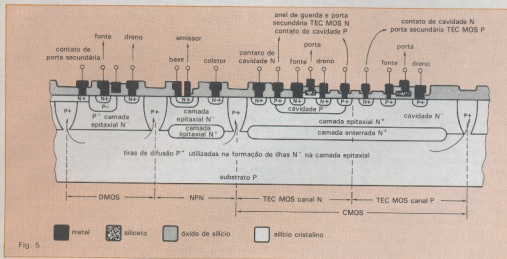 contato de
porta secundária
fonte
dreno
base
emissor
coletor
contato de
cavidade N
fonte
anel de guarda e porta
secundária TEC MOS N
contato de cavidade P
porta
dreno
contato de cavidade N
porta secundária TEC MOS P
fonte
porta
dreno
N+
N+
N+
P-
N+
N+
N+
P+
N+
N+
P+
N+
P+
P+
P+
P+ camada
epitaxial N-
P+
camada
epitaxial N-
camada
epitaxial N+
P+
cavidade P-
camada epitaxial N+
camada enterrada N+
cavidade N-
P+
tiras de difusão P+ utilizadas na formação de ilhas N- na camada epitaxial
substrato P
DMOS
NPN
TEC MOS canal N
TEC MOS canal P
CMOS
metal
siliceto
óxido de silício
silício cristalino
Fig. 5